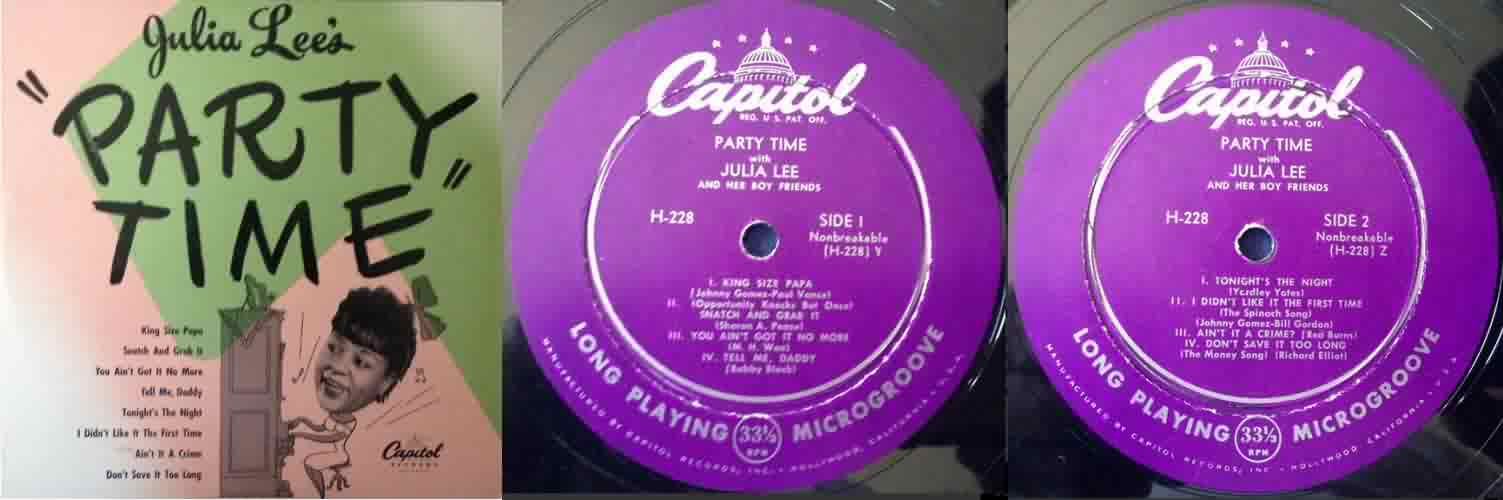 Julia Lee's
"PARTY
TIME"
King Size Papa
Snatch And Grab It
You Ain't Got It No More
Tell Me, Daddy
Tonight's The Night
I Didn't Like It The First Time
Ain't It A Crime
Don't Save It Too Long
Capitol
RECORDS
Capitol
REG. U.S. PAT. OFF.
PARTY TIME
with
JULIA LEE
AND HER BOY FRIENDS
H-228
SIDE 1
Nonbreakable
(H-228) Y
I. KING SIZE PAPA
(Johnny Gomez-Paul Vance)
II. (Opportunity Knocks But Once)
SNATCH AND GRAB IT
(Sharon A. Pease)
III. YOU AIN'T GOT IT NO MORE
IV. TELL ME, DADDY
(Bobby Black)
LONG PLAYING 33⅓ RPM MICROGROOVE
MANUFACTURED BY CAPITOL RECORDS, INC. • HOLLYWOOD, CALIFORNIA, U.S.A.
Capitol
REG. U.S. PAT. OFF.
PARTY TIME
with
JULIA LEE
AND HER BOY FRIENDS
H-228
SIDE 2
Nonbreakable
(H-228) Z
I. TONIGHT'S THE NIGHT
(Yardley Yates)
II. I DIDN'T LIKE IT THE FIRST TIME
(The Spinach Song)
(Johnny Gomez-Bill Gordon)
III. AIN'T IT A CRIME? (Red Burns)
IV. DON'T SAVE IT TOO LONG
(The Money Song) (Richard Elliot)
LONG PLAYING 33⅓ RPM MICROGROOVE
MANUFACTURED BY CAPITOL RECORDS, INC. • HOLLYWOOD, CALIFORNIA, U.S.A.